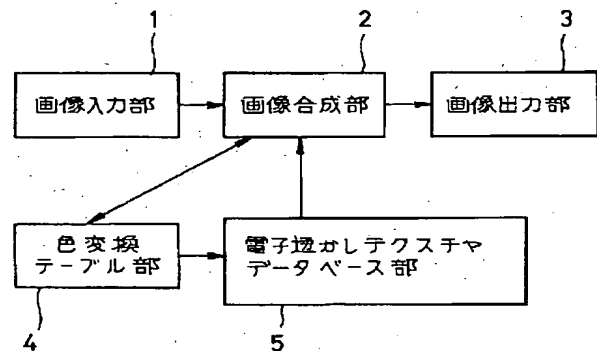 1
2
3
画像入力部
画像合成部
画像出力部
色変換
テーブル部
電子透かしテクスチャ
データベース部
4
5